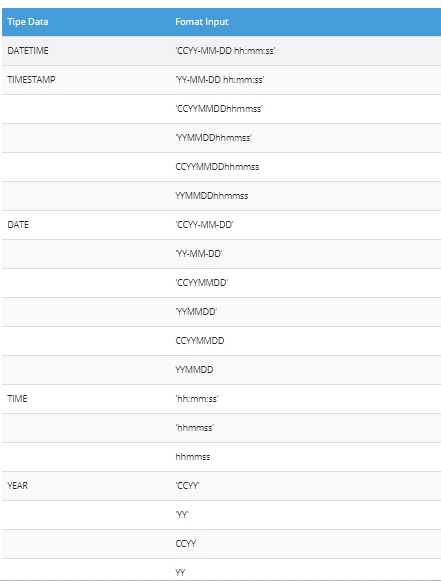 Tipe Data Fomat Input
DATETIME 'CCYY-MM-DD hh:mm:ss'
TIMESTAMP 'YY-MM-DD hh:mm:ss'
'CCYYMMDDhhmmss'
'YYMMDDhhmmss'
CCYYMMDDhhmmss
YYMMDDhhmmss
DATE 'CCYY-MM-DD'
'YY-MM-DD'
'CCYYMMDD'
'YYMMDD'
CCYYMMDD
YYMMDD
TIME 'hh:mm:ss'
'hhmmss'
hhmmss
YEAR 'CCYY'
'YY'
CCYY
YY